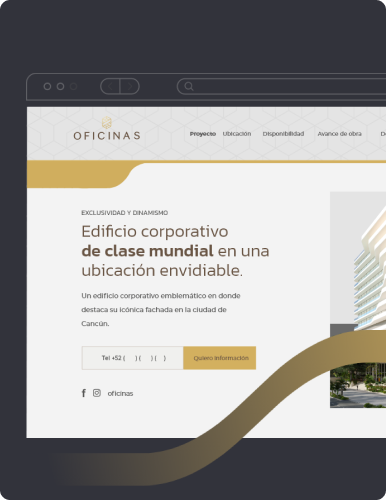 OFICINAS
Proyecto Ubicación Disponibilidad Avance de obra
EXCLUSIVIDAD Y DINAMISMO
Edificio corporativo
de clase mundial en una
ubicación envidiable.
Un edificio corporativo emblemático en donde
destaca su icónica fachada en la ciudad de
Cancún.
Tel +52 ( ) ( ) ( )
Quiero información
oficinas